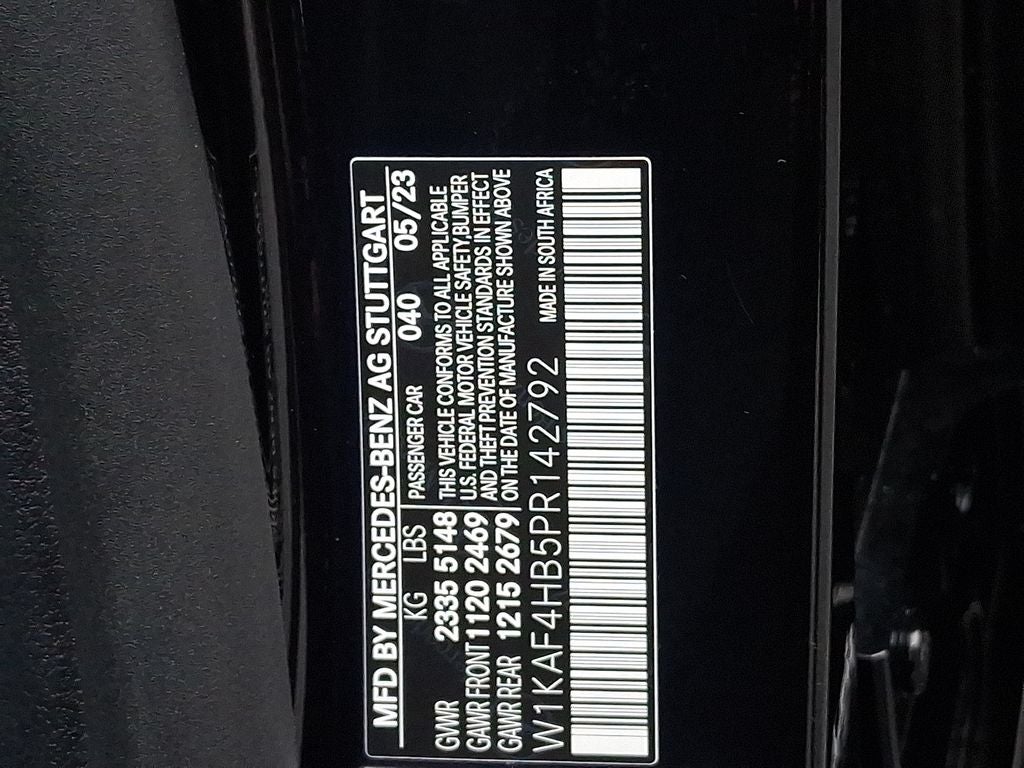 MFD BY MERCEDES-BENZ AG STUTTGART
KG LBS PASSENGER CAR 040 05/23
GVWR 2335 5148 THIS VEHICLE CONFORMS TO ALL APPLICABLE
GAWR FRONT 1120 2469 U.S. FEDERAL MOTOR VEHICLE SAFETY,BUMPER
GAWR REAR 1215 2679 AND THEFT PREVENTION STANDARDS IN EFFECT
ON THE DATE OF MANUFACTURE SHOWN ABOVE
W1KAF4HB5PR142792 MADE IN SOUTH AFRICA